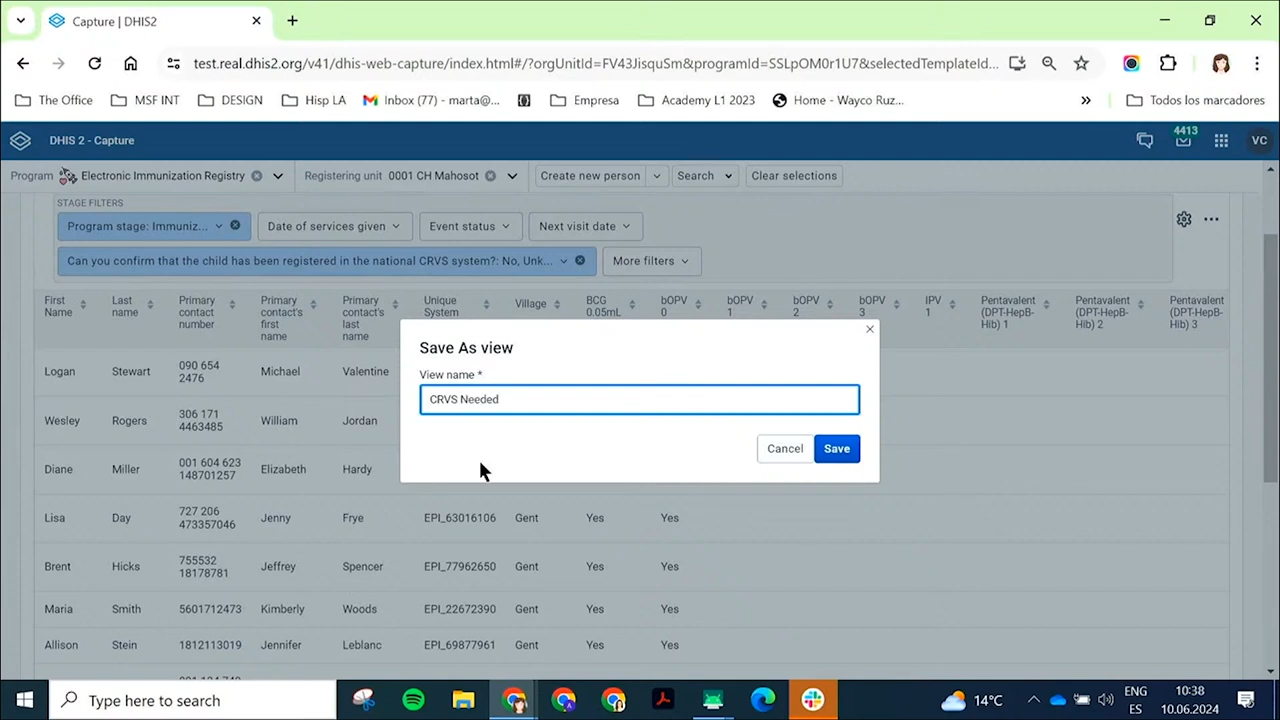 Capture | DHIS2
test.real.dhis2.org/v41/dhis-web-capture/index.html#/?orgUnitId=FV43JisquSm&programId=SSLpOM0r1U7&selectedTemplateId...
The Office
MSF INT
DESIGN
Hisp LA
Inbox (77) - marta@...
Empresa
Academy L1 2023
Home - Wayco Ruz...
»
Todos los marcadores
DHIS 2 - Capture
4413
VC
Program Electronic Immunization Registry
Registering unit 0001 CH Mahosot
Create new person
Search
Clear selections
STAGE FILTERS
Program stage: Immuniz...
Date of services given
Event status
Next visit date
Can you confirm that the child has been registered in the national CRVS system?: No, Unk...
More filters
First Name
Last name
Primary contact number
Primary contact's first name
Primary contact's last name
Unique System
Village
BCG 0.05mL
bOPV 0
bOPV 1
bOPV 2
bOPV 3
IPV 1
Pentavalent (DPT-HepB-Hib) 1
Pentavalent (DPT-HepB-Hib) 2
Pentavalent (DPT-HepB-Hib) 3
Save As view
View name *
CRVS Needed
Cancel
Save
Logan Stewart 090 654 2476 Michael Valentine
Wesley Rogers 306 171 4463485 William Jordan
Diane Miller 001 604 623 148701257 Elizabeth Hardy
Lisa Day 727 206 473357046 Jenny Frye EPI_63016106 Gent Yes Yes
Brent Hicks 755532 18178781 Jeffrey Spencer EPI_77962650 Gent Yes Yes
Maria Smith 5601712473 Kimberly Woods EPI_22672390 Gent Yes Yes
Allison Stein 1812113019 Jennifer Leblanc EPI_69877961 Gent Yes Yes
Type here to search
14°C
ENG
ES
10:38
10.06.2024